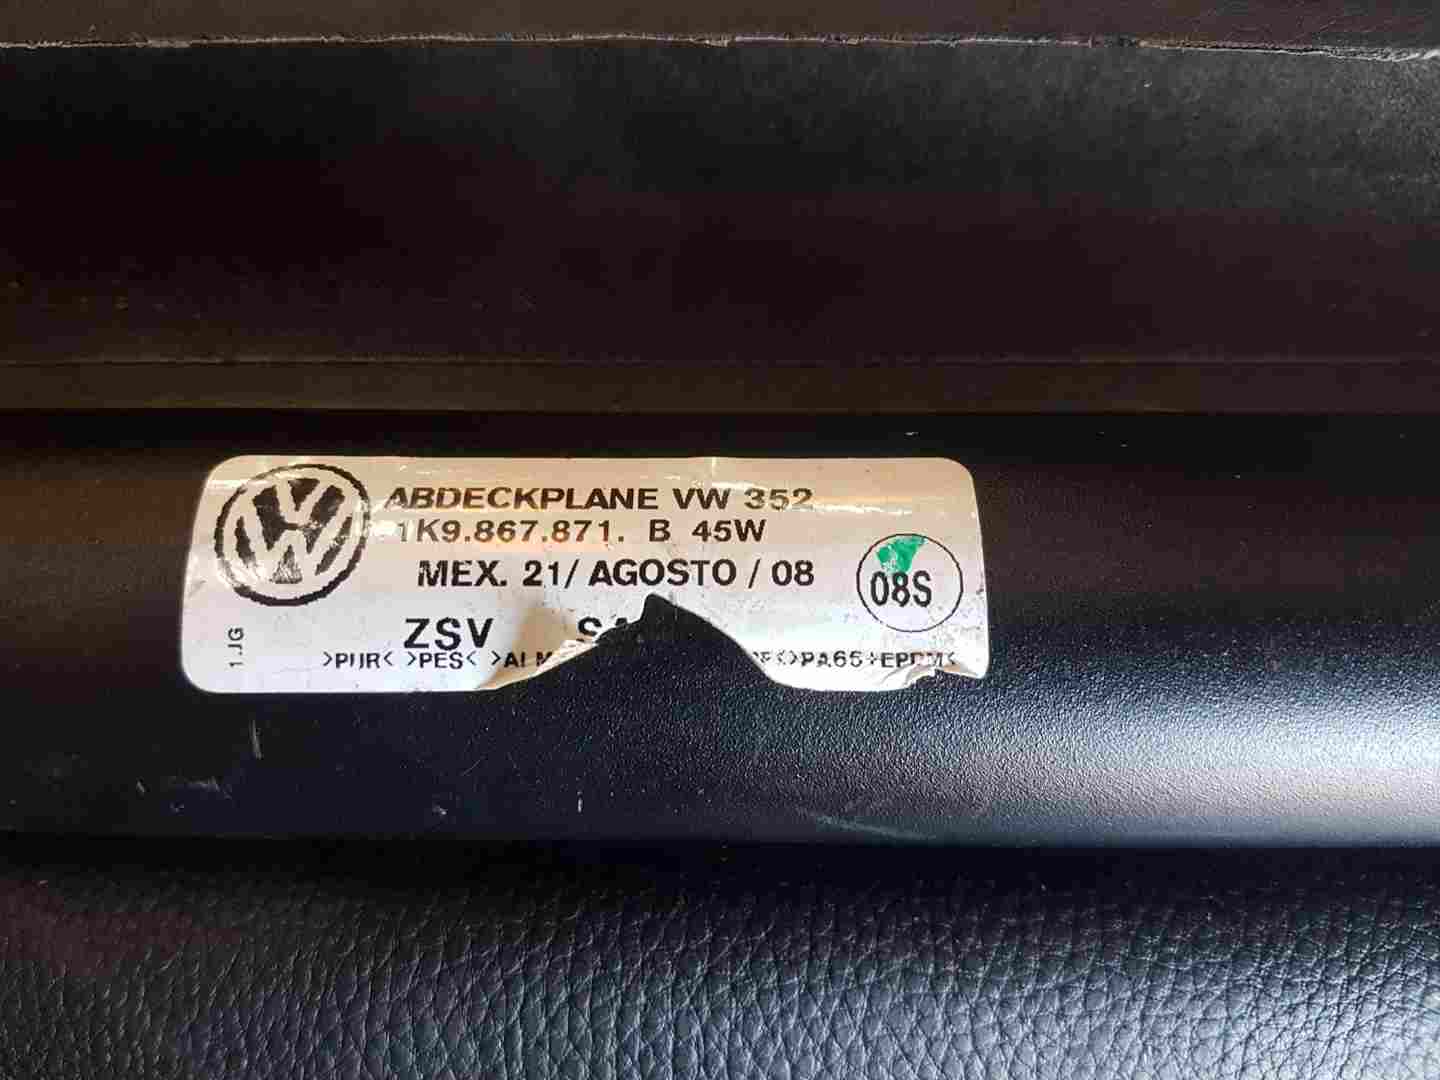 ABDECKPLANE VW 352
1K9.867.871. B 45W
MEX. 21/ AGOSTO / 08
08S
ZSV
1.JG
>PUR< >PES< >PA66+EPDM<